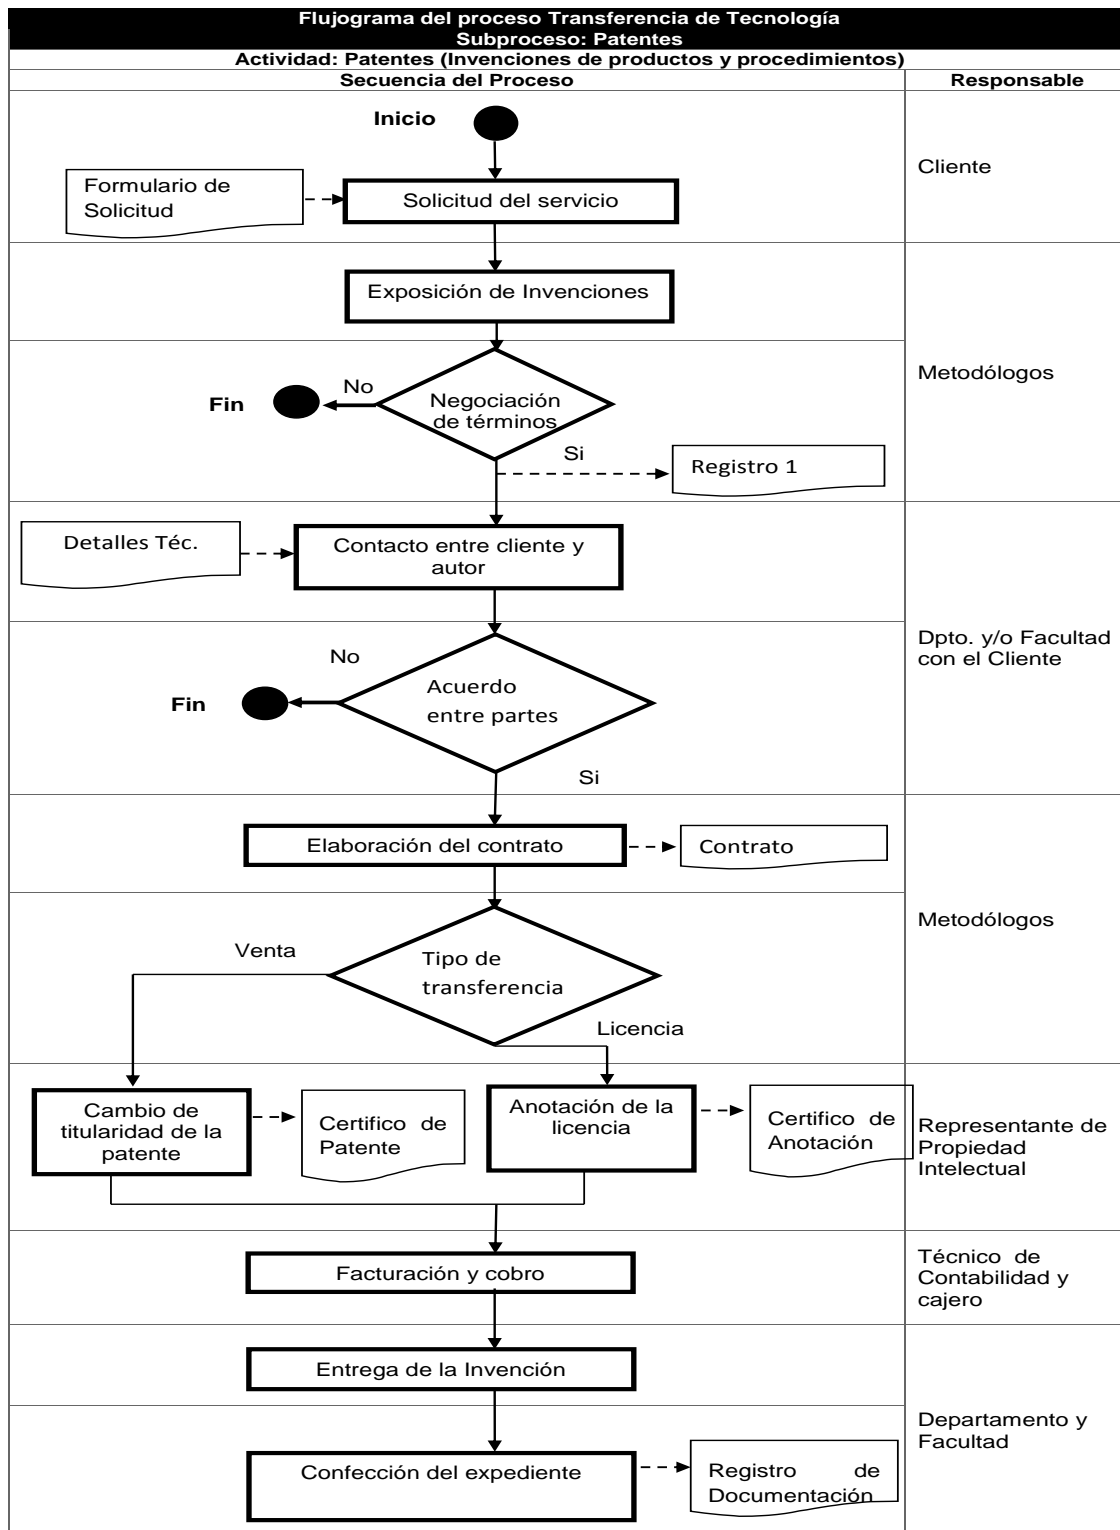 Flujograma del proceso Transferencia de Tecnología
Subproceso: Patentes
Actividad: Patentes (Invenciones de productos y procedimientos)
Secuencia del Proceso
Responsable
Inicio
Cliente
Formulario de
Solicitud
Solicitud del servicio
Exposición de Invenciones
Metodólogos
No
Fin
Negociación
de términos
Si
Registro 1
Detalles Téc.
Contacto entre cliente y
autor
Dpto. y/o Facultad
con el Cliente
No
Fin
Acuerdo
entre partes
Si
Elaboración del contrato
Contrato
Metodólogos
Venta
Tipo de
transferencia
Licencia
Cambio de
titularidad de la
patente
Certifico de
Patente
Anotación de la
licencia
Certifico de
Anotación
Representante de
Propiedad
Intelectual
Facturación y cobro
Técnico de
Contabilidad y
cajero
Entrega de la Invención
Departamento y
Facultad
Confección del expediente
Registro de
Documentación